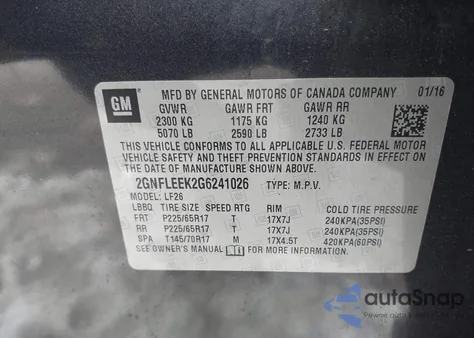 GM
MFD BY GENERAL MOTORS OF CANADA COMPANY 01/16
GVWR GAWR FRT GAWR RR
2300 KG 1175 KG 1240 KG
5070 LB 2590 LB 2733 LB
THIS VEHICLE CONFORMS TO ALL APPLICABLE U.S. FEDERAL MOTOR
VEHICLE SAFETY AND THEFT PREVENTION STANDARDS IN EFFECT ON
THE DATE OF MANUFACTURE SHOWN ABOVE.
2GNFLEEK2G6241026 TYPE: M.P.V.
MODEL: LF26
LBBQ TIRE SIZE SPEED RTG RIM COLD TIRE PRESSURE
FRT P225/65R17 T 17X7J 240KPA(35PSI)
RR P225/65R17 T 17X7J 240KPA(35PSI)
SPA T145/70R17 M 17X4.5T 420KPA(60PSI)
SEE OWNER'S MANUAL FOR MORE INFORMATION.
autoSnap